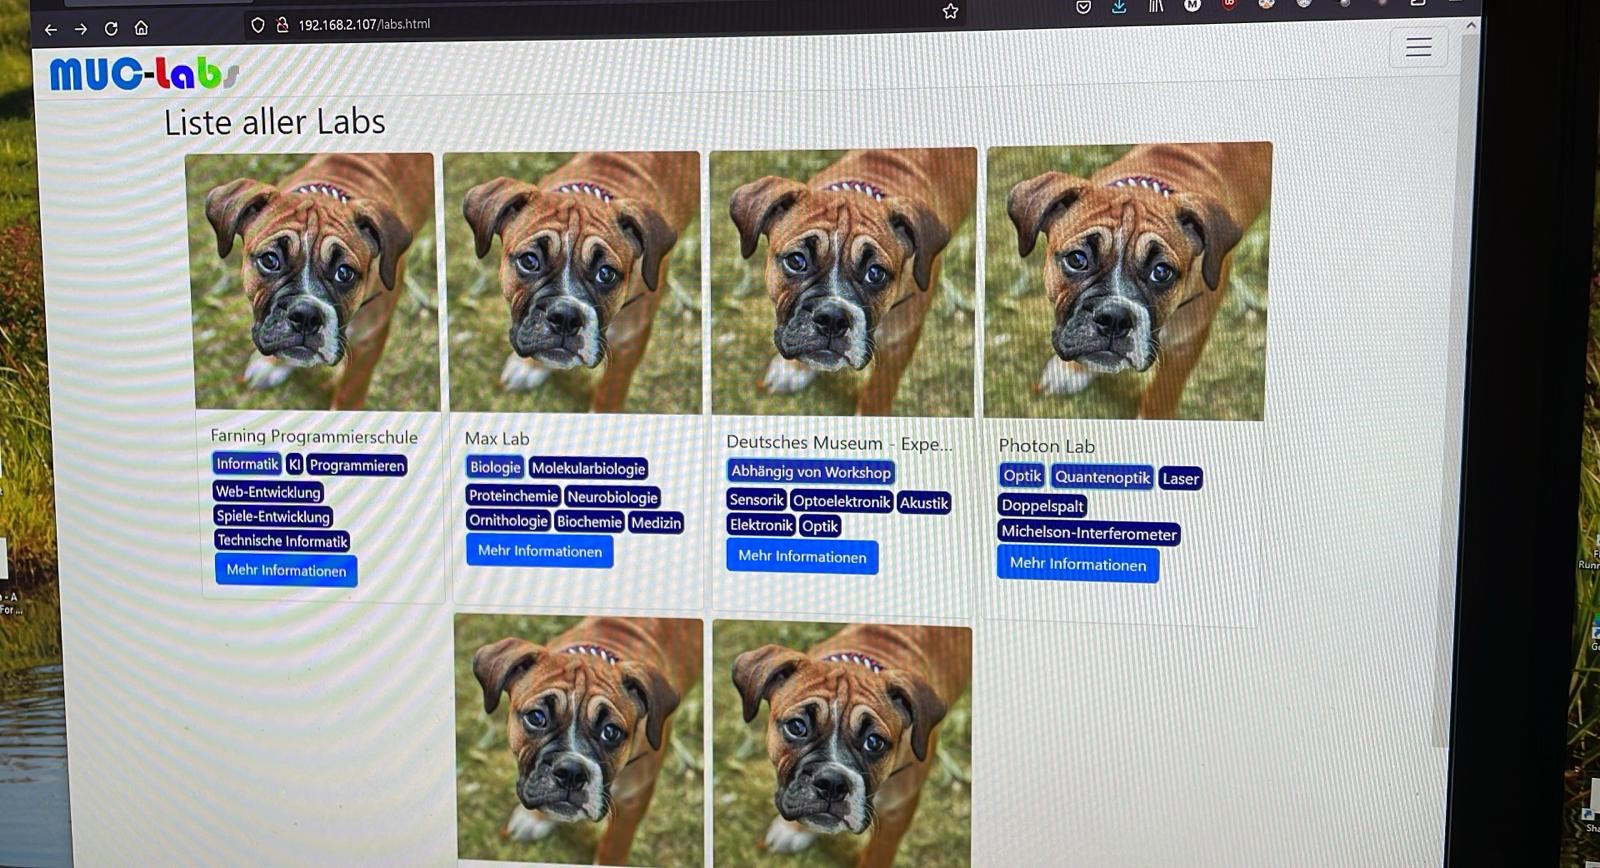 192.168.2.107/labs.html
MUC-Labs
Liste aller Labs
Farning Programmierschule
Informatik KI Programmieren
Web-Entwicklung
Spiele-Entwicklung
Technische Informatik
Mehr Informationen
Max Lab
Biologie Molekularbiologie
Proteinchemie Neurobiologie
Ornithologie Biochemie Medizin
Mehr Informationen
Deutsches Museum - Expe...
Abhängig von Workshop
Sensorik Optoelektronik Akustik
Elektronik Optik
Mehr Informationen
Photon Lab
Optik Quantenoptik Laser
Doppelspalt
Michelson-Interferometer
Mehr Informationen
- A
For ...